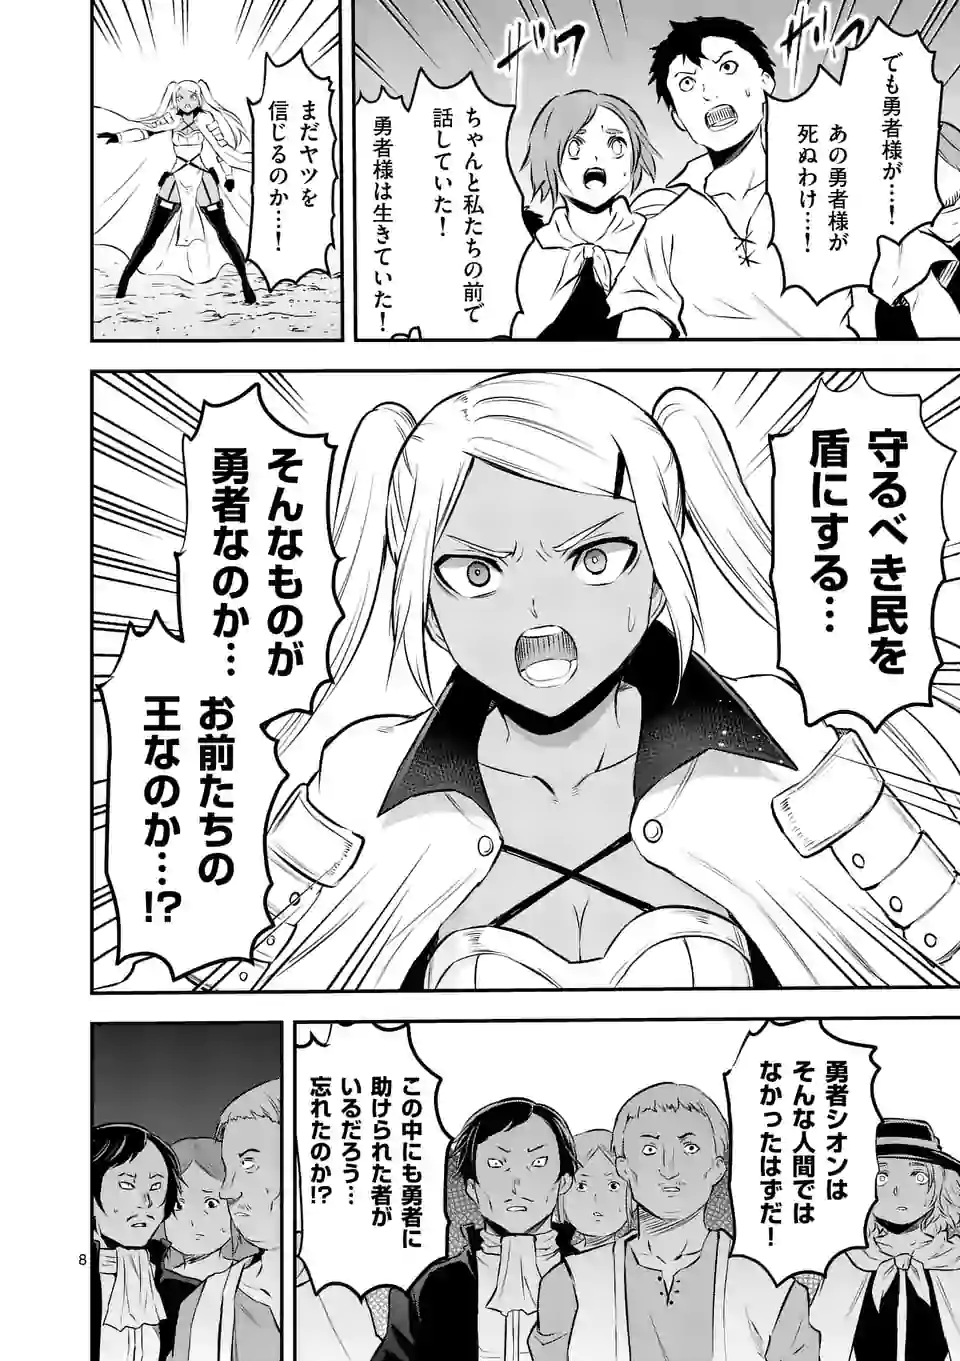 でも勇者様が…！
あの勇者様が
死ぬわけ…！
ザワ
ザワ
ちゃんと私たちの前で
話していた！
勇者様は生きていた！
まだヤツを
信じるのか…！
守るべき民を
盾にする…
そんなものが
勇者なのか…
お前たちの
王なのか…!?
勇者シオンは
そんな人間では
なかったはずだ！
この中にも勇者に
助けられた者が
いるだろう…
忘れたのか!?
8